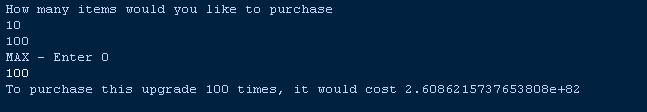 How many items would you like to purchase
10
100
MAX - Enter 0
100
To purchase this upgrade 100 times, it would cost 2.6086215737653808e+82